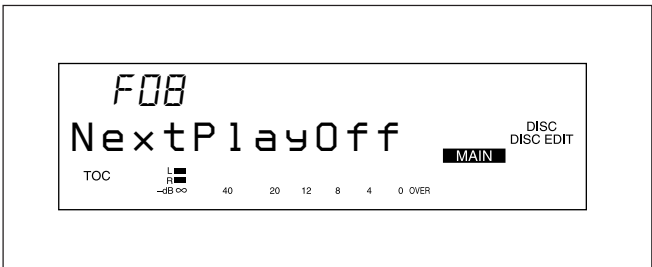 F08
NextPlayOff
DISC
DISC EDIT
MAIN
TOC
L
R
–dB ∞ 40 20 12 8 4 0 OVER